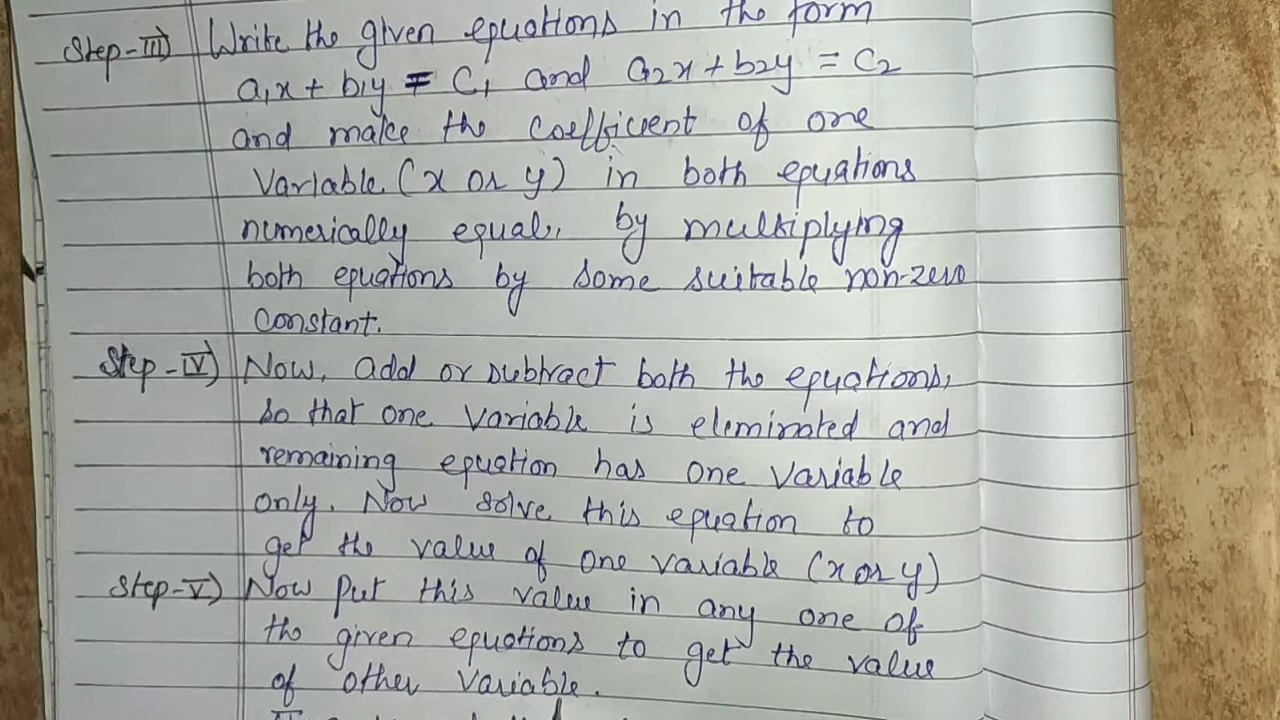 Step-III) Write the given equations in the form
a₁x + b₁y = C₁ and a₂x + b₂y = C₂
and make the coefficient of one
Variable (x or y) in both equations
numerically equal, by multiplying
both equations by some suitable non-zero
Constant.
Step-IV) Now, add or subtract both the equations,
so that one Variable is eliminated and
remaining equation has one Variable
only. Now solve this equation to
get the value of one variable (x or y)
Step-V) Now put this value in any one of
the given equations to get the value
of other Variable.